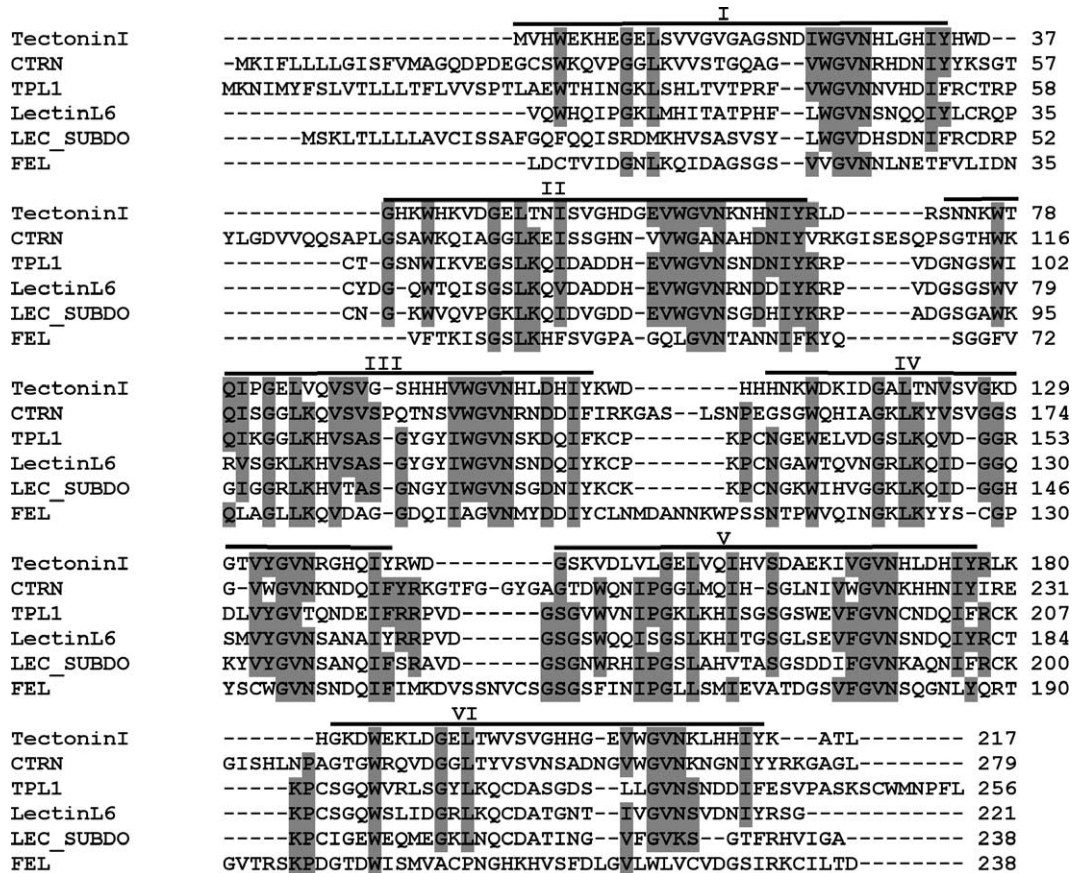 I
TectoninI ----------------------MVHWEKHEGELSVVGVGAGSNDIWGVNHLGHIYHWD-- 37
CTRN -MKIFLLLLGISFVMAGQDPDEGCSWKQVPGGLKVVSTGQAG--VWGVNRHDNIYYKSGT 57
TPL1 MKNIMYFSLVTLLLTFLVVSPTLAEWTHINGKLSHLTVTPRF--VWGVNNVHDIFRCTRP 58
LectinL6 -----------------------VQWHQIPGKLMHITATPHF--LWGVNSNQQIYLCRQP 35
LEC_SUBDO ------MSKLTLLLLAVCISSAFGQFQQISRDMKHVSASVSY--LWGVDHSDNIFRCDRP 52
FEL -----------------------LDCTVIDGNLKQIDAGSGS--VVGVNNLNETFVLIDN 35
II
TectoninI ------------GHKWHKVDGELTNISVGHDGEVWGVNKNHNIYRLD-------RSNNKWT 78
CTRN YLGDVVQQSAPLGSAWKQIAGGLKEISSGHN-VVWGANAHDNIYVRKGISESQPSGTHWK 116
TPL1 -----------CT-GSNWIKVEGSLKQIDADDH-EVWGVNSNDNIYKRP------VDGNGSWI 102
LectinL6 -----------CYDG-QWTQISGSLKQVDADDH-EVWGVNRNDDIYKRP------VDGSGSWV 79
LEC_SUBDO -----------CN-G-KWVQVPGKLKQIDVGDD-EVWGVNSGDHIYKRP------ADGSGAWK 95
FEL --------------VFTKISGSLKHFSVGPA-GQLGVNTANNIFKYQ-------SGGFV 72
III IV
TectoninI QIPGELVQVSVG-SHHHVWGVNHLDHIYKWD-------HHHNKWDKIDGALTNVSVGKD 129
CTRN QISGGLKQVSVSPQTNSVWGVNRNDDIFIRKGAS--LSNPEGSGWQHIAGKLKYVSVGGS 174
TPL1 QIKGGLKHVSAS-GYGYIWGVNSKDQIFKCP-------KPCNGEWELVDGSLKQVD-GGR 153
LectinL6 RVSGKLKHVSAS-GYGYIWGVNSNDQIYKCP-------KPCNGAWTQVNGRLKQID-GGQ 130
LEC_SUBDO GIGGRLKHVTAS-GNGYIWGVNSGDNIYKCK-------KPCNGKWIHVGGKLKQID-GGH 146
FEL QLAGLLKQVDAG-GDQIIAGVNMYDDIYCLNMDANNKWPSSNTPWVQINGKLKYYS-CGP 130
V
TectoninI GTVYGVNRGHQIYRWD---------GSKVDLVLGELVQIHVSDAEKIVGVNHLDHIYRLK 180
CTRN G-VWGVNKNDQIFYRKGTFG-GYGAGTDWQNIPGGLMQIH-SGLNIVWGVNKHHNIYIRE 231
TPL1 DLVYGVTQNDEIFRRPVD------GSGVWVNIPGKLKHISGSGSWEVFGVNCNDQIFRCK 207
LectinL6 SMVYGVNSANAIYRRPVD------GSGSWQQISGSLKHITGSGLSEVFGVNSNDQIYRCT 184
LEC_SUBDO KYVYGVNSANQIFSRAVD------GSGNWRHIPGSLAHVTASGSDDIFGVNKAQNIFRCK 200
FEL YSCWGVNSNDQIFIMKDVSSNVCSGSGSFINIPGLLSMIEVATDGSVFGVNSQGNLYQRT 190
VI
TectoninI -------HGKDWEKLDGELTWVSVGHHG-EVWGVNKLHHIYK---ATL------ 217
CTRN GISHLNPAGTGWRQVDGGLTYVSVNSADNGVWGVNKNGNIYYRKGAGL------ 279
TPL1 -----KPCSGQWVRLSGYLKQCDASGDS--LLGVNSNDDIFESVPASKSCWMNPFL 256
LectinL6 -----KPCSGQWSLIDGRLKQCDATGNT--IVGVNSVDNIYRSG---------- 221
LEC_SUBDO -----KPCIGEWEQMEGKLNQCDATING--VFGVKS--GTFRHVIGA------- 238
FEL GVTRSKPDGTDWISMVACPNGHKHVSFDLGVLWLVCVDGSIRKCILTD-------- 238